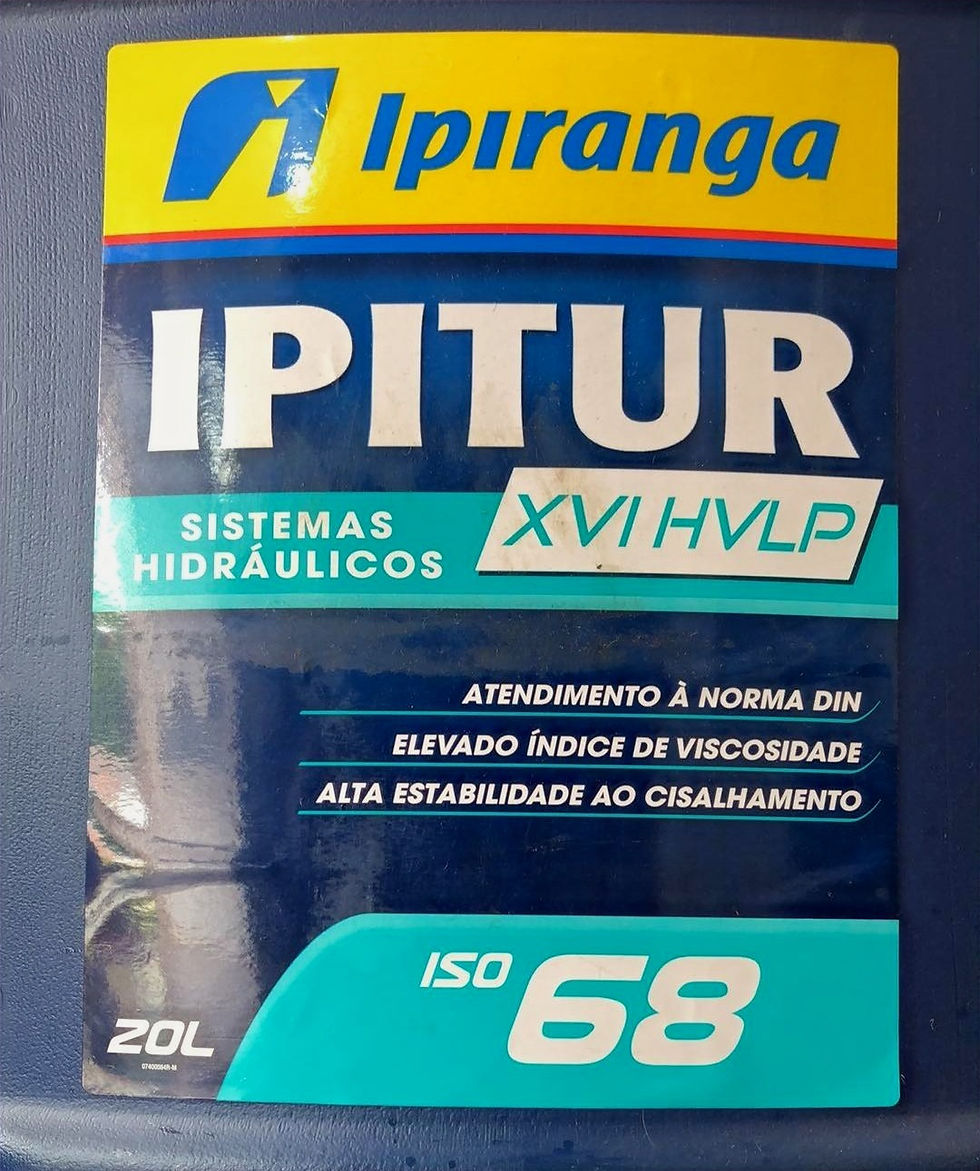 Ipiranga
IPITUR
XVI HVLP
SISTEMAS
HIDRÁULICOS
ATENDIMENTO À NORMA DIN
ELEVADO ÍNDICE DE VISCOSIDADE
ALTA ESTABILIDADE AO CISALHAMENTO
ISO 68
20L